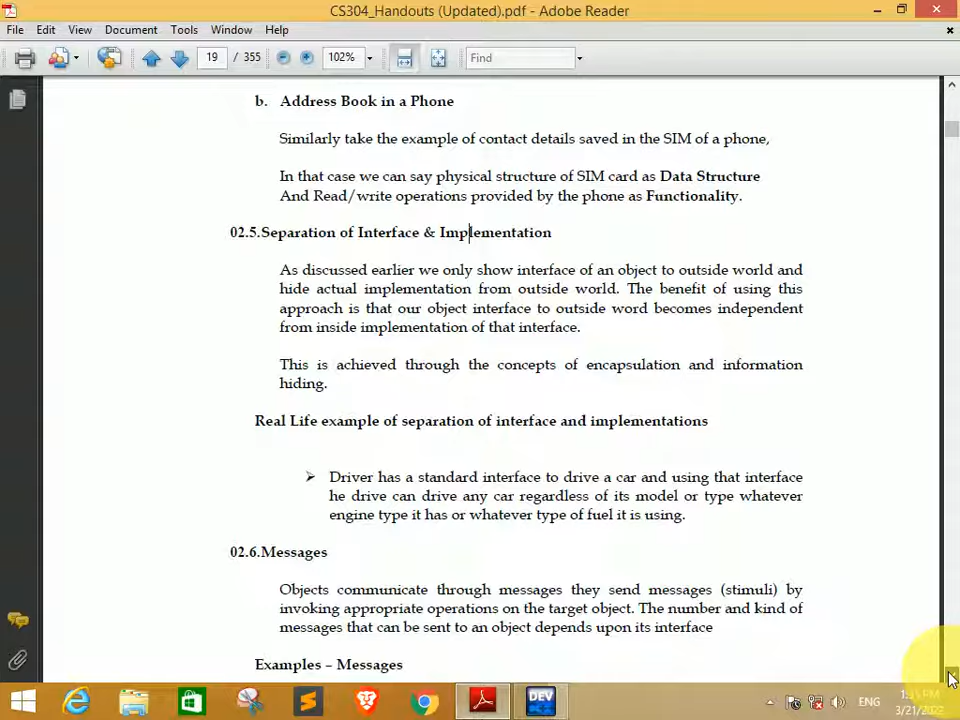 CS304_Handouts (Updated).pdf - Adobe Reader
File Edit View Document Tools Window Help
19 / 355 102% Find
b. Address Book in a Phone
Similarly take the example of contact details saved in the SIM of a phone,
In that case we can say physical structure of SIM card as Data Structure
And Read/write operations provided by the phone as Functionality.
02.5.Separation of Interface & Implementation
As discussed earlier we only show interface of an object to outside world and
hide actual implementation from outside world. The benefit of using this
approach is that our object interface to outside word becomes independent
from inside implementation of that interface.
This is achieved through the concepts of encapsulation and information
hiding.
Real Life example of separation of interface and implementations
Driver has a standard interface to drive a car and using that interface
he drive can drive any car regardless of its model or type whatever
engine type it has or whatever type of fuel it is using.
02.6.Messages
Objects communicate through messages they send messages (stimuli) by
invoking appropriate operations on the target object. The number and kind of
messages that can be sent to an object depends upon its interface
Examples – Messages
DEV
ENG
3/21/2022